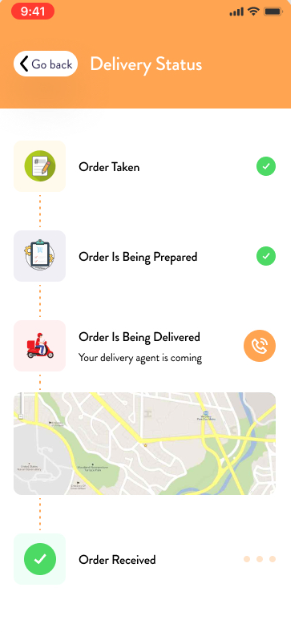 9:41
Go back
Delivery Status
Order Taken
Order Is Being Prepared
Order Is Being Delivered
Your delivery agent is coming
Order Received